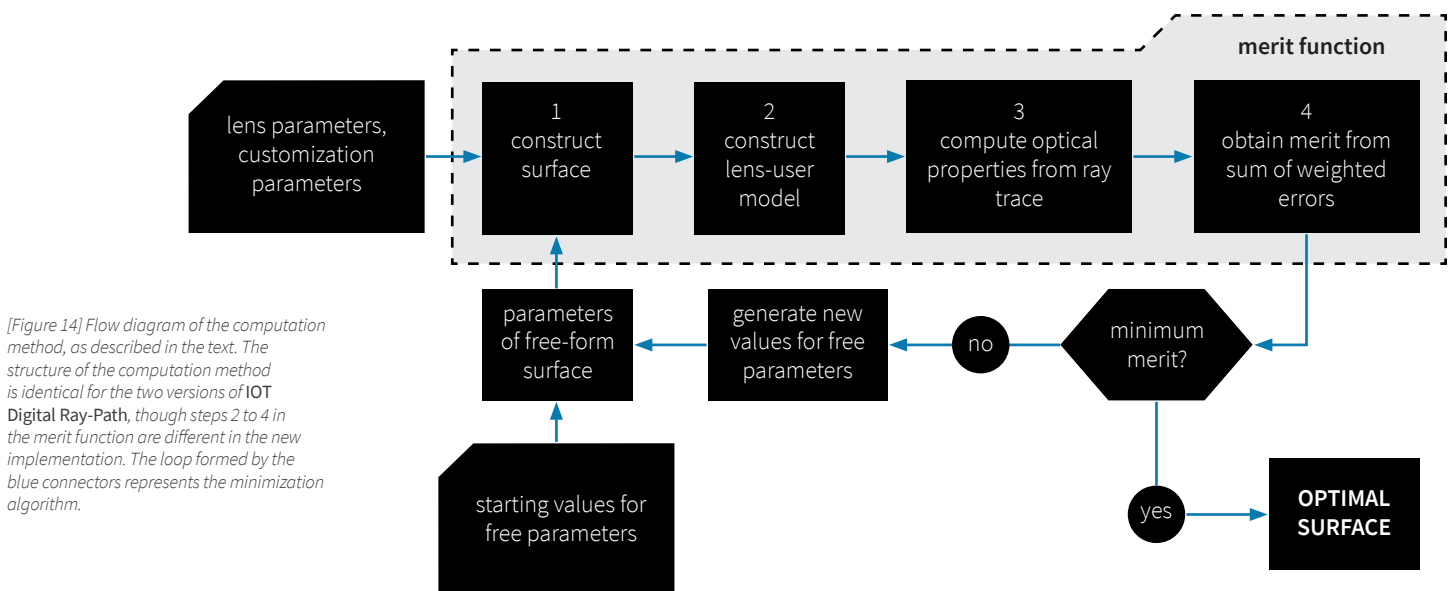 merit function
lens parameters,
customization
parameters
1
construct
surface
2
construct
lens-user
model
3
compute optical
properties from ray
trace
4
obtain merit from
sum of weighted
errors
[Figure 14] Flow diagram of the computation
method, as described in the text. The
structure of the computation method
is identical for the two versions of IOT
Digital Ray-Path, though steps 2 to 4 in
the merit function are different in the new
implementation. The loop formed by the
blue connectors represents the minimization
algorithm.
parameters
of free-form
surface
generate new
values for free
parameters
no
minimum
merit?
starting values for
free parameters
yes
OPTIMAL
SURFACE